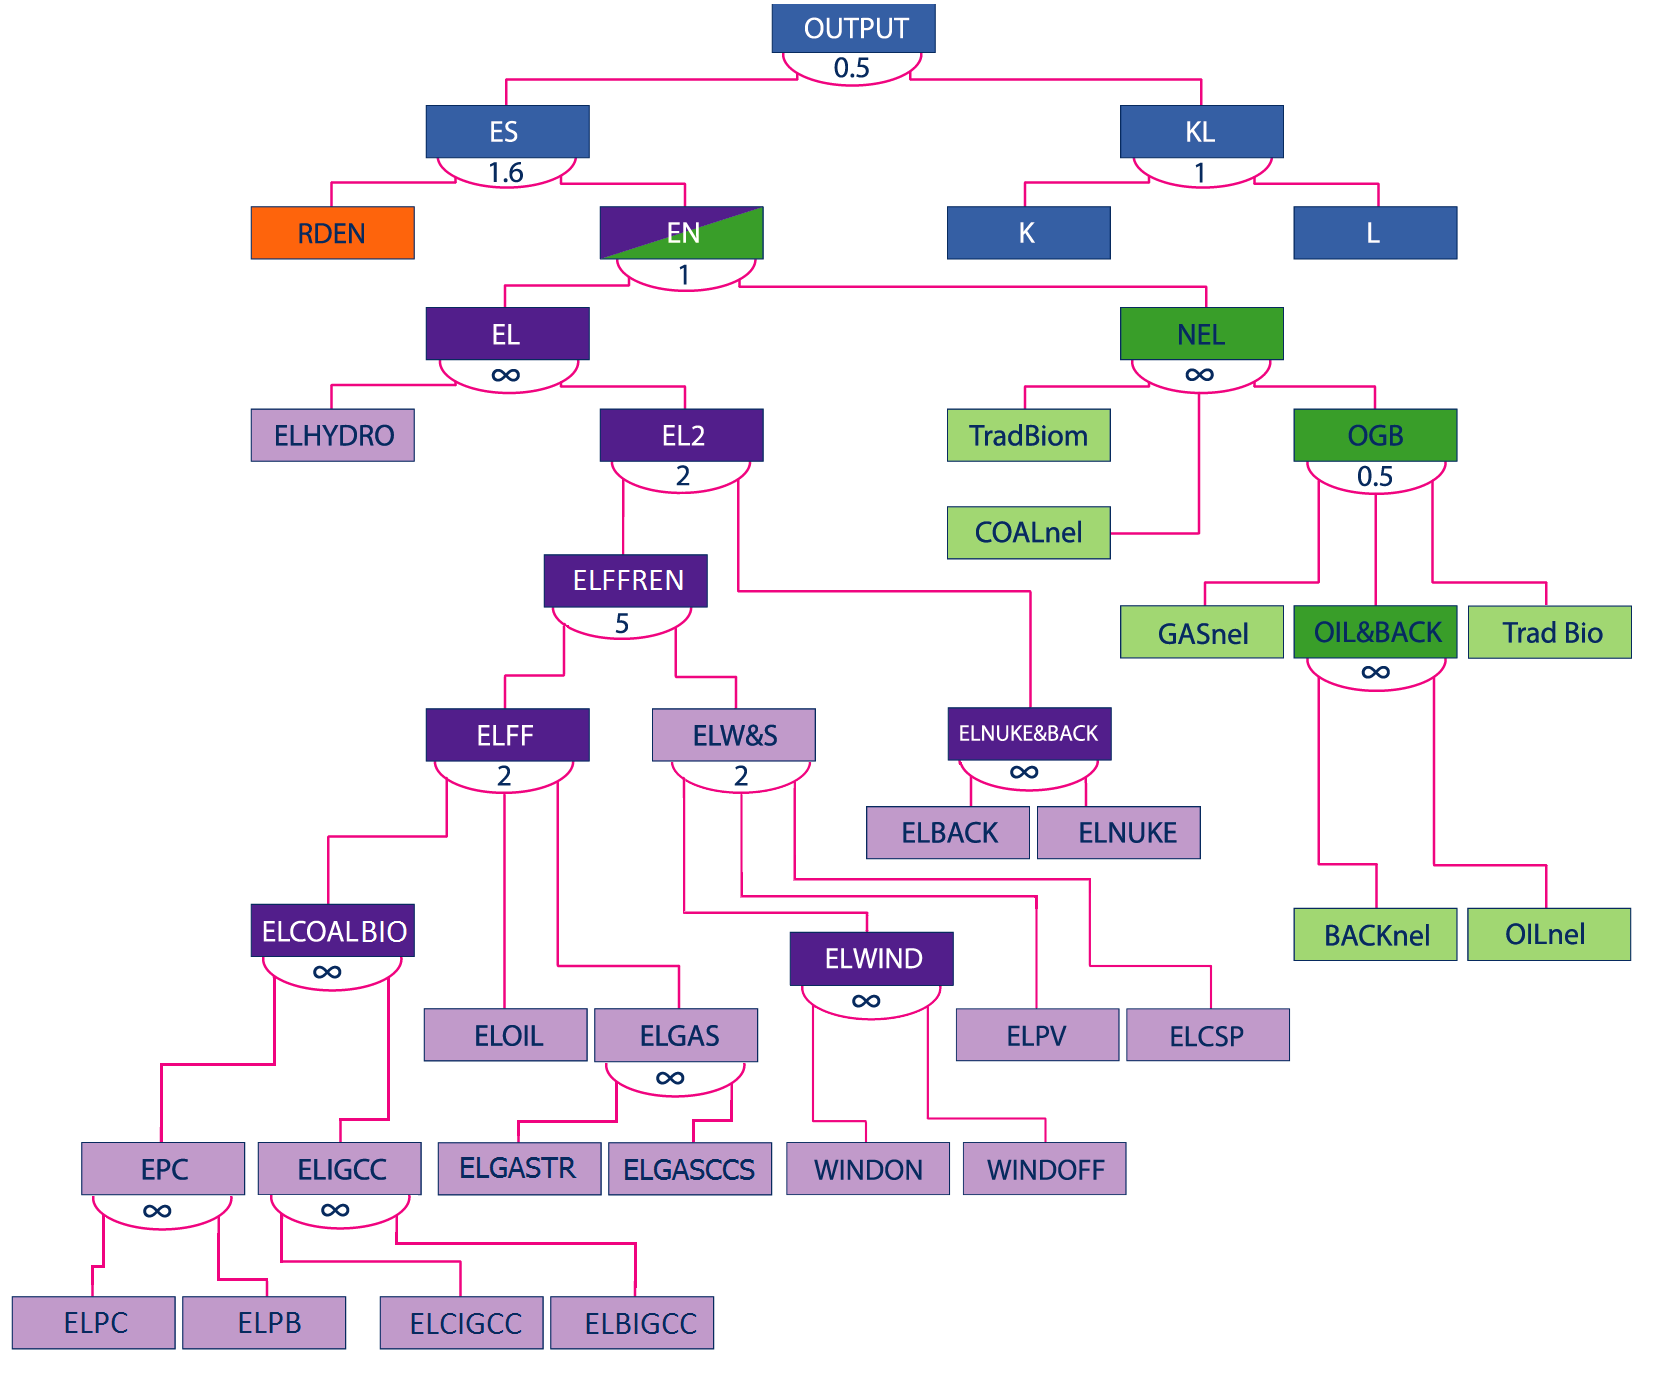 OUTPUT
0.5
ES
KL
1.6
1
RDEN
EN
K
L
1
EL
NEL
∞
∞
ELHYDRO
EL2
TradBiom
OGB
2
0.5
COALnel
ELFFREN
5
GASnel
OIL&BACK
Trad Bio
∞
ELFF
ELW&S
ELNUKE&BACK
2
2
∞
ELBACK
ELNUKE
ELCOALBIO
∞
ELWIND
∞
BACKnel
OILnel
ELOIL
ELGAS
∞
ELPV
ELCSP
EPC
∞
ELIGCC
∞
ELGASTR
ELGASCCS
WINDON
WINDOFF
ELPC
ELPB
ELCIGCC
ELBIGCC